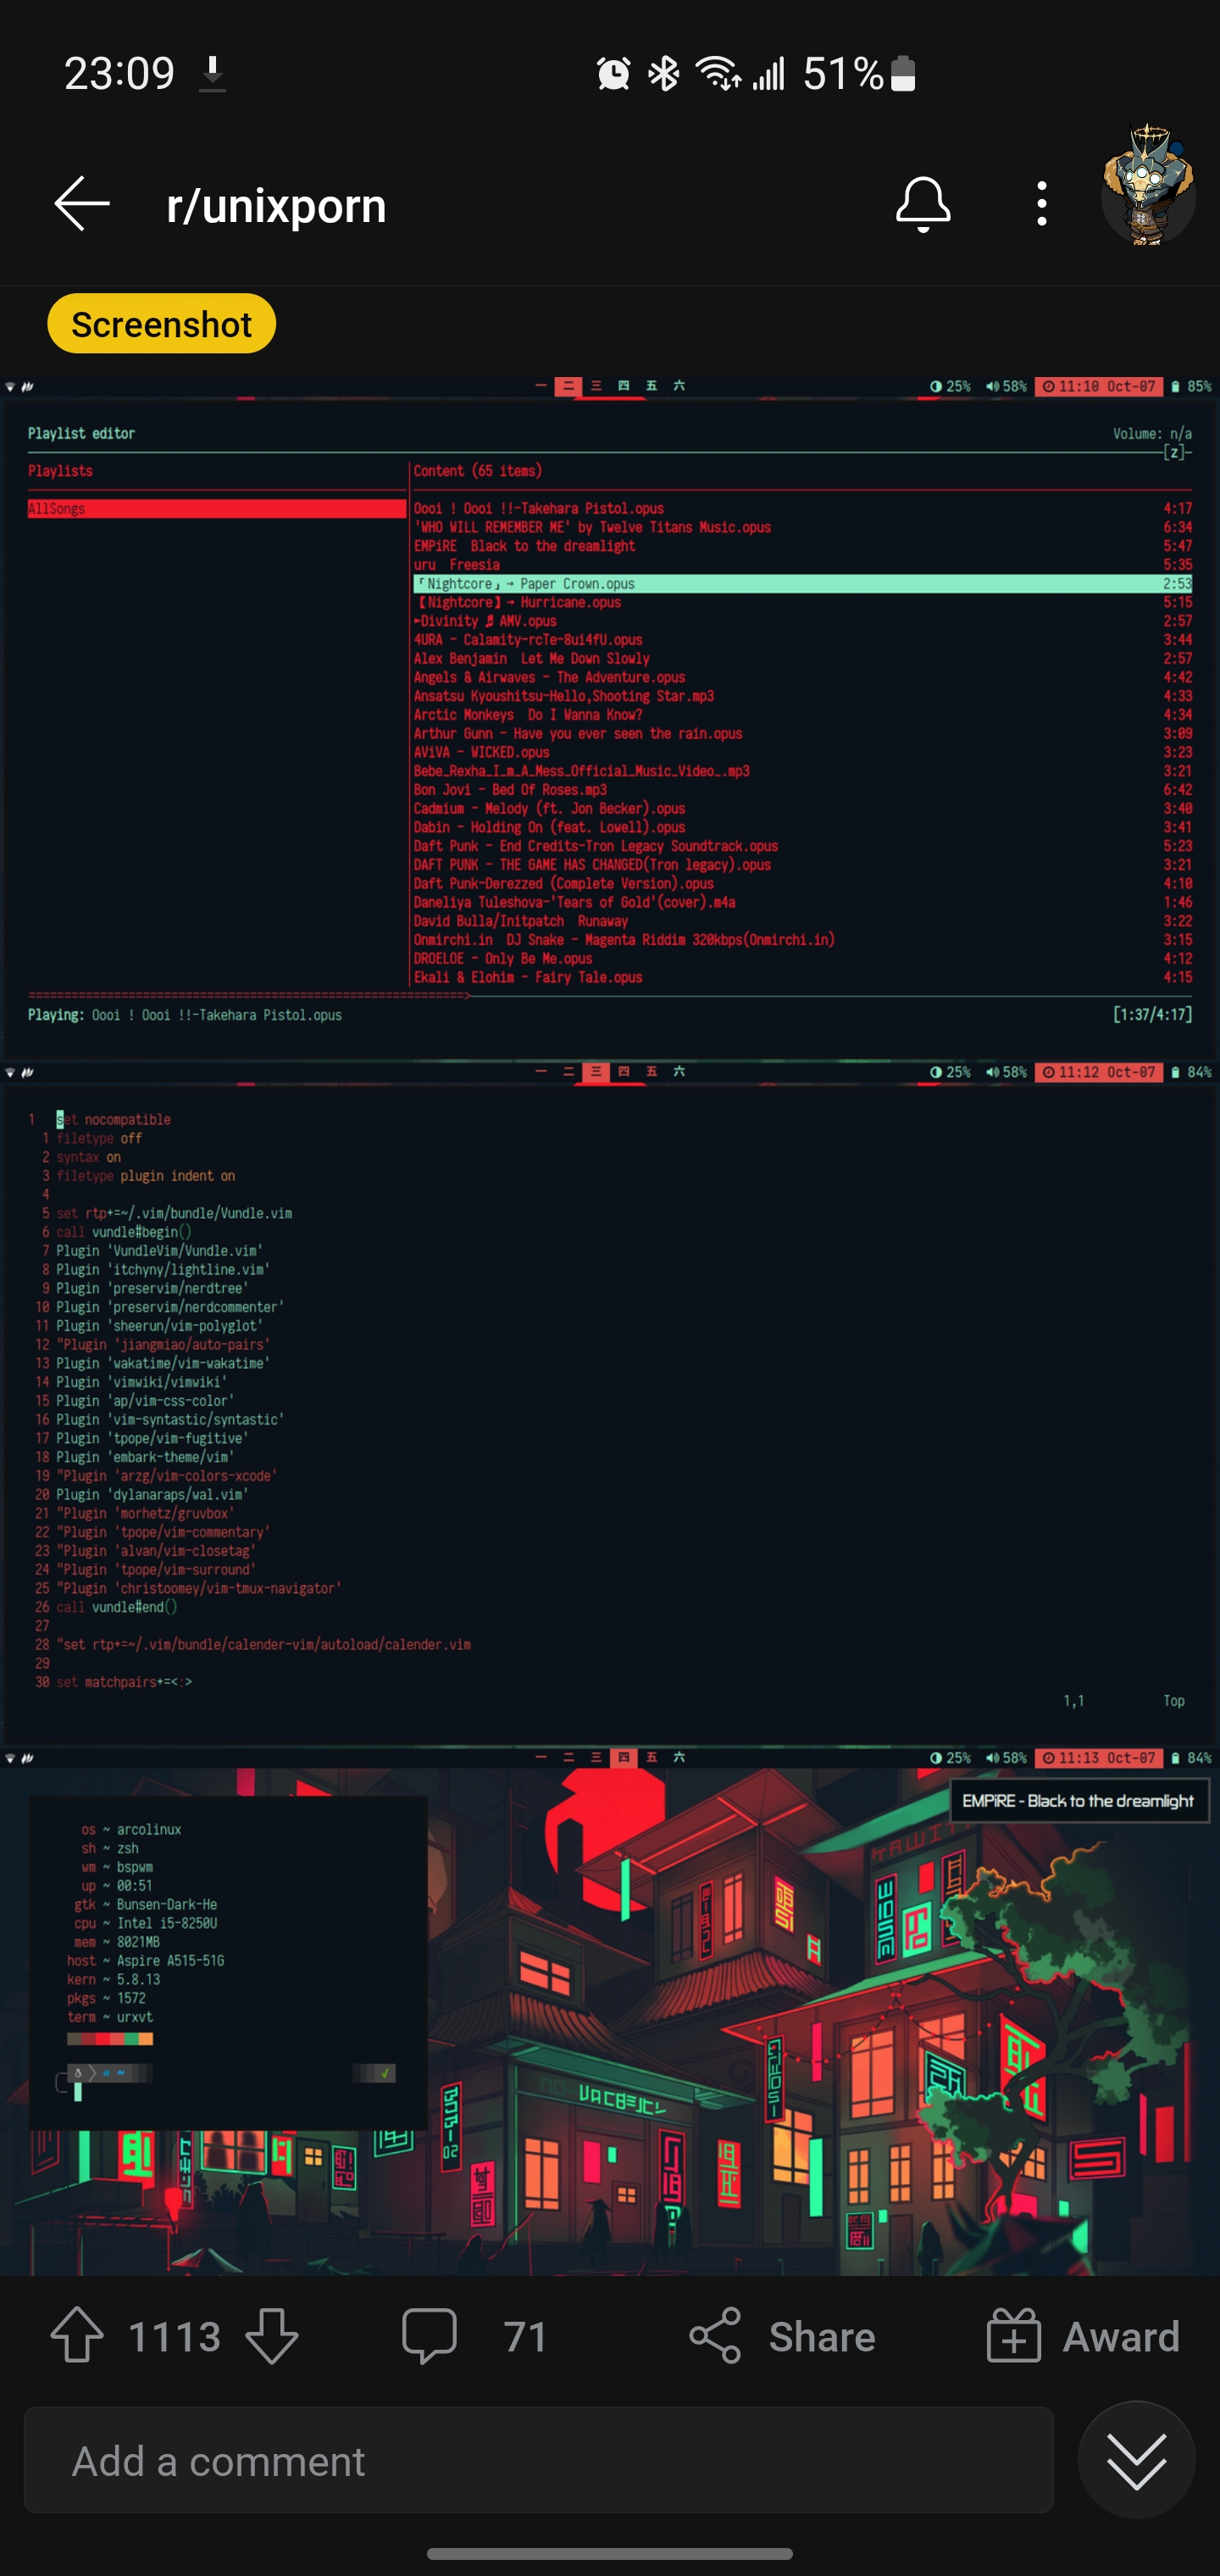 23:09 51%
r/unixporn
Screenshot
一 二 三 四 五 六 25% 58% 11:10 Oct-07 85%
Playlist editor Volume: n/a
[z]
Playlists Content (65 items)
AllSongs Oooi ! Oooi !!-Takehara Pistol.opus 4:17
'WHO WILL REMEMBER ME' by Twelve Titans Music.opus 6:34
EMPiRE Black to the dreamlight 5:47
uru Freesia 5:35
「Nightcore」→ Paper Crown.opus 2:53
【Nightcore】→ Hurricane.opus 5:15
►Divinity ♬ AMV.opus 2:57
4URA - Calamity-rcTe-8ui4fU.opus 3:44
Alex Benjamin Let Me Down Slowly 2:57
Angels & Airwaves - The Adventure.opus 4:42
Ansatsu Kyoushitsu-Hello,Shooting Star.mp3 4:33
Arctic Monkeys Do I Wanna Know? 4:34
Arthur Gunn - Have you ever seen the rain.opus 3:09
AViVA - WICKED.opus 3:23
Bebe_Rexha_I_m_A_Mess_Official_Music_Video_.mp3 3:21
Bon Jovi - Bed Of Roses.mp3 6:42
Cadmium - Melody (ft. Jon Becker).opus 3:40
Dabin - Holding On (feat. Lowell).opus 3:41
Daft Punk - End Credits-Tron Legacy Soundtrack.opus 5:23
DAFT PUNK - THE GAME HAS CHANGED(Tron legacy).opus 3:21
Daft Punk-Derezzed (Complete Version).opus 4:10
Daneliya Tuleshova-'Tears of Gold'(cover).m4a 1:46
David Bulla/Initpatch Runaway 3:22
Onmirchi.in DJ Snake - Magenta Riddim 320kbps(Onmirchi.in) 3:15
DROELOE - Only Be Me.opus 4:12
Ekali & Elohim - Fairy Tale.opus 4:15
Playing: Oooi ! Oooi !!-Takehara Pistol.opus [1:37/4:17]
一 二 三 四 五 六 25% 58% 11:12 Oct-07 84%
1 set nocompatible
1 filetype off
2 syntax on
3 filetype plugin indent on
4
5 set rtp+=~/.vim/bundle/Vundle.vim
6 call vundle#begin()
7 Plugin 'VundleVim/Vundle.vim'
8 Plugin 'itchyny/lightline.vim'
9 Plugin 'preservim/nerdtree'
10 Plugin 'preservim/nerdcommenter'
11 Plugin 'sheerun/vim-polyglot'
12 "Plugin 'jiangmiao/auto-pairs'
13 Plugin 'wakatime/vim-wakatime'
14 Plugin 'vimwiki/vimwiki'
15 Plugin 'ap/vim-css-color'
16 Plugin 'vim-syntastic/syntastic'
17 Plugin 'tpope/vim-fugitive'
18 Plugin 'embark-theme/vim'
19 "Plugin 'arzg/vim-colors-xcode'
20 Plugin 'dylanaraps/wal.vim'
21 "Plugin 'morhetz/gruvbox'
22 "Plugin 'tpope/vim-commentary'
23 "Plugin 'alvan/vim-closetag'
24 "Plugin 'tpope/vim-surround'
25 "Plugin 'christoomey/vim-tmux-navigator'
26 call vundle#end()
27
28 "set rtp+=~/.vim/bundle/calender-vim/autoload/calender.vim
29
30 set matchpairs+=<:>
1,1 Top
一 二 三 四 五 六 25% 58% 11:13 Oct-07 84%
EMPiRE - Black to the dreamlight
os ~ arcolinux
sh ~ zsh
wm ~ bspwm
up ~ 00:51
gtk ~ Bunsen-Dark-He
cpu ~ Intel i5-8250U
mem ~ 8021MB
host ~ Aspire A515-51G
kern ~ 5.8.13
pkgs ~ 1572
term ~ urxvt
~
1113 71 Share Award
Add a comment